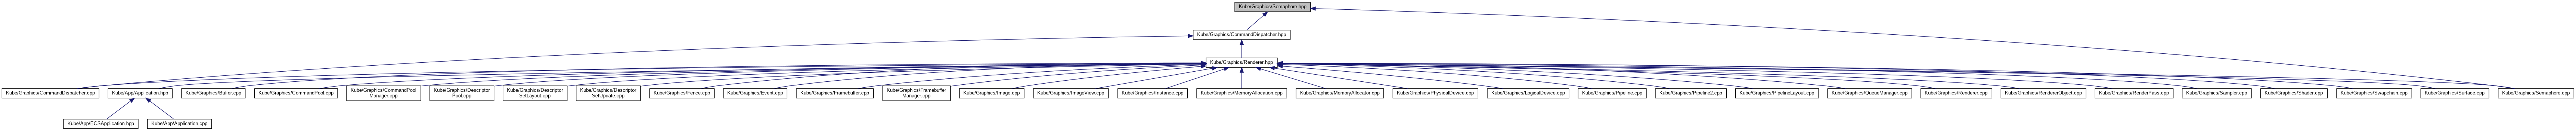 Kube/Graphics/Semaphore.hpp
Kube/Graphics/CommandDispatcher.hpp
Kube/Graphics/Renderer.hpp
Kube/Graphics/CommandDispatcher.cpp
Kube/App/Application.hpp
Kube/Graphics/Buffer.cpp
Kube/Graphics/CommandPool.cpp
Kube/Graphics/CommandPool
Manager.cpp
Kube/Graphics/Descriptor
Pool.cpp
Kube/Graphics/Descriptor
SetLayout.cpp
Kube/Graphics/Descriptor
SetUpdate.cpp
Kube/Graphics/Fence.cpp
Kube/Graphics/Event.cpp
Kube/Graphics/Framebuffer.cpp
Kube/Graphics/Framebuffer
Manager.cpp
Kube/Graphics/Image.cpp
Kube/Graphics/ImageView.cpp
Kube/Graphics/Instance.cpp
Kube/Graphics/MemoryAllocation.cpp
Kube/Graphics/MemoryAllocator.cpp
Kube/Graphics/PhysicalDevice.cpp
Kube/Graphics/LogicalDevice.cpp
Kube/Graphics/Pipeline.cpp
Kube/Graphics/Pipeline2.cpp
Kube/Graphics/PipelineLayout.cpp
Kube/Graphics/QueueManager.cpp
Kube/Graphics/Renderer.cpp
Kube/Graphics/RendererObject.cpp
Kube/Graphics/RenderPass.cpp
Kube/Graphics/Sampler.cpp
Kube/Graphics/Shader.cpp
Kube/Graphics/Swapchain.cpp
Kube/Graphics/Surface.cpp
Kube/Graphics/Semaphore.cpp
Kube/App/ECSApplication.hpp
Kube/App/Application.cpp